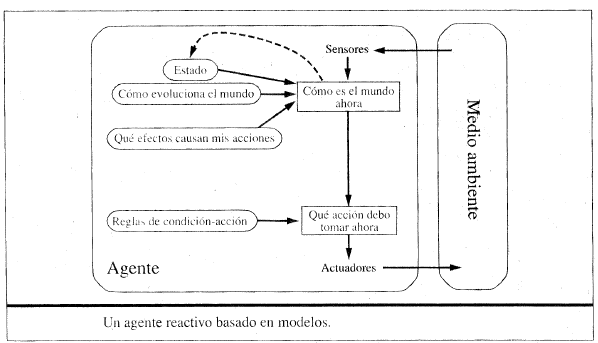 Sensores
Estado
Cómo evoluciona el mundo
Cómo es el mundo
ahora
Qué efectos causan mis acciones
Medio ambiente
Reglas de condición-acción
Qué acción debo
tomar ahora
Agente
Actuadores
Un agente reactivo basado en modelos.